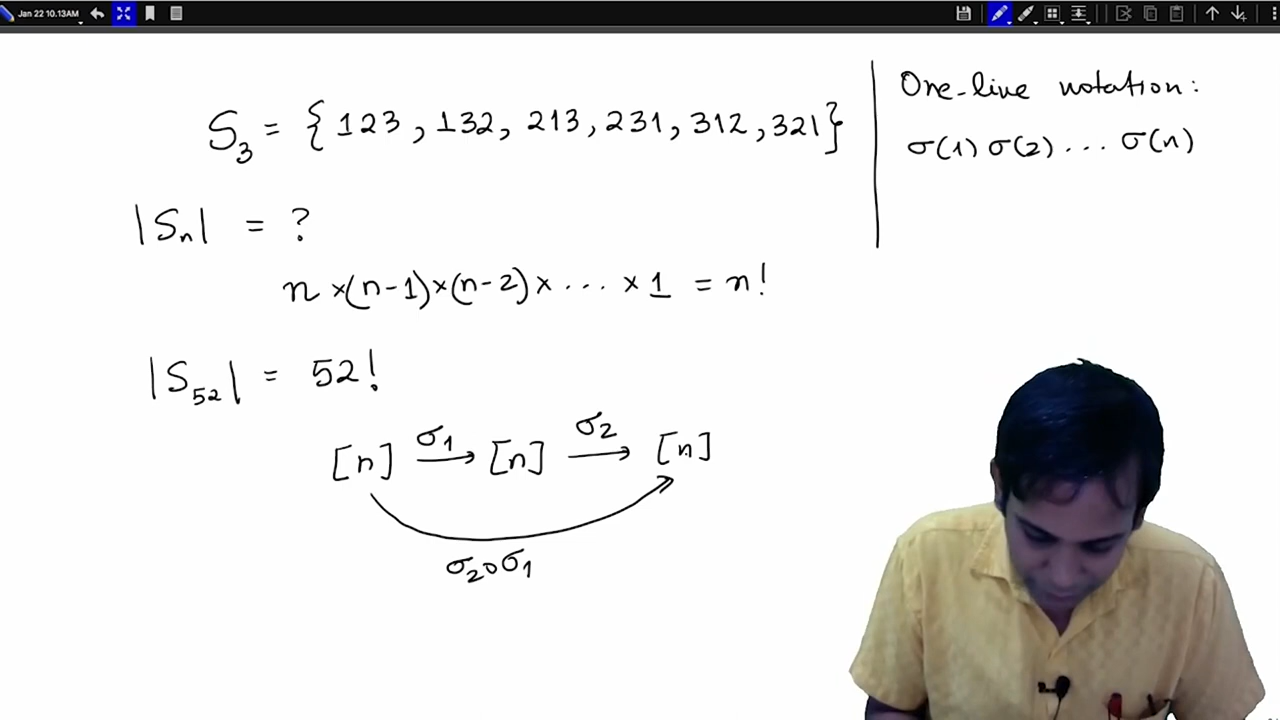 Jan 22 10.13AM
S₃ = { 123 , 132, 213, 231, 312, 321 }
One-line notation:
σ(1) σ(2) ... σ(n)
|Sₙ| = ?
n ×(n-1)×(n-2)× ... × 1 = n!
|S₅₂| = 52!
[n] →σ₁ [n] →σ₂ [n]
σ₂∘σ₁